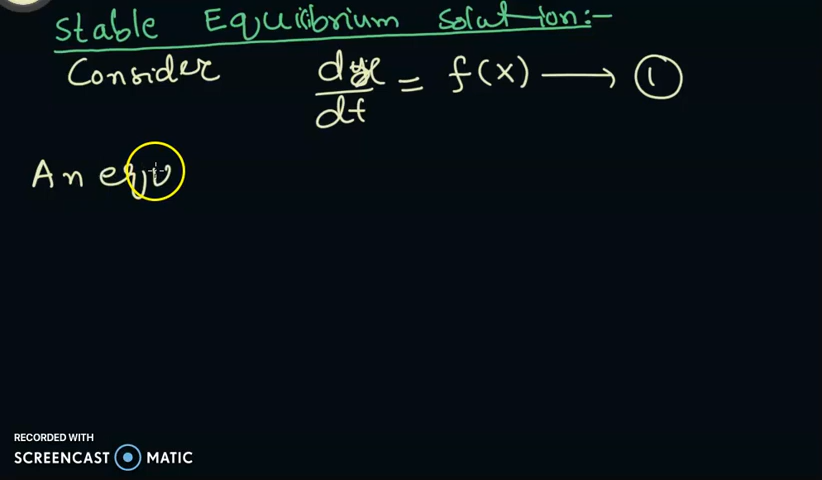 Stable Equilibrium Solution:-
Consider dx/dt = f(x) ⟶ ①
An equ
RECORDED WITH
SCREENCAST MATIC